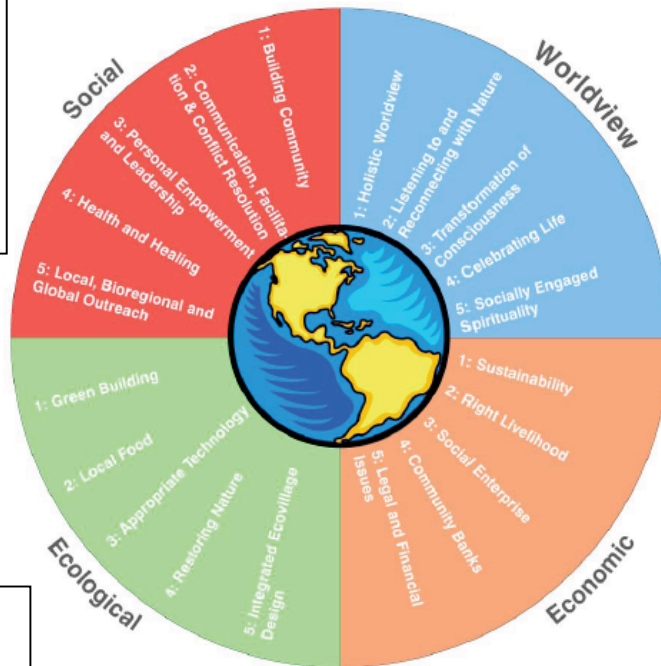 Social
1: Building Community
2: Communication, Facilita-
tion & Conflict Resolution
3: Personal Empowerment
and Leadership
4: Health and Healing
5: Local, Bioregional and
Global Outreach
Worldview
1: Holistic Worldview
2: Listening to and
Reconnecting with Nature
3: Transformation of
Consciousness
4: Celebrating Life
5: Socially Engaged
Spirituality
Ecological
1: Green Building
2: Local Food
3: Appropriate Technology
4: Restoring Nature
5: Integrated Ecovillage
Design
Economic
1: Sustainability
2: Right Livelihood
3: Social Enterprise
4: Community Banks
5: Legal and Financial
Issues